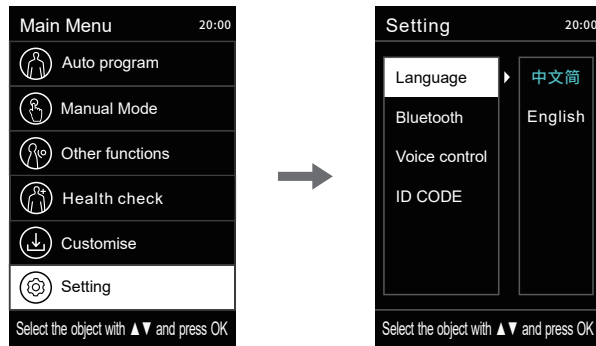 Main Menu 20:00
Auto program
Manual Mode
Other functions
Health check
Customise
Setting
Select the object with ▲▼ and press OK
Setting 20:00
Language 中文简
Bluetooth English
Voice control
ID CODE
Select the object with ▲▼ and press OK